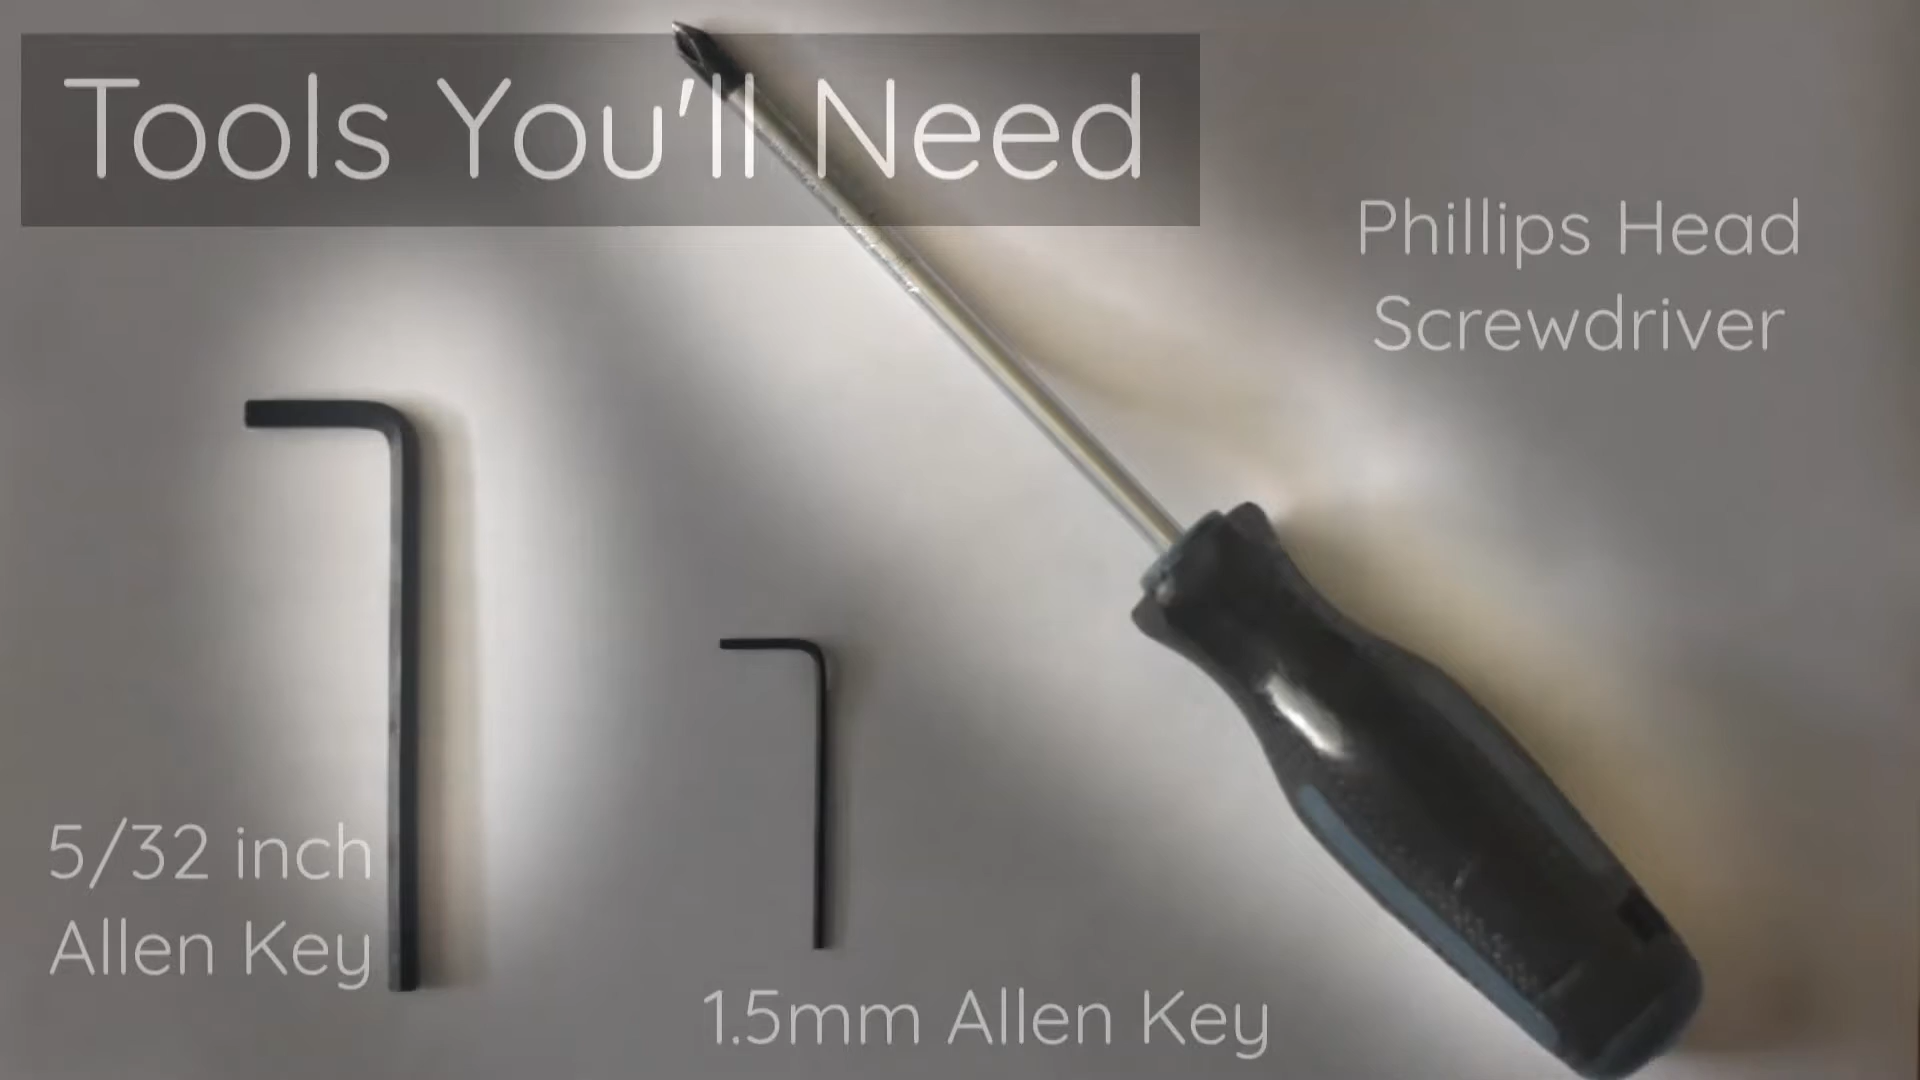 Tools You'll Need
Phillips Head
Screwdriver
5/32 inch
Allen Key
1.5mm Allen Key